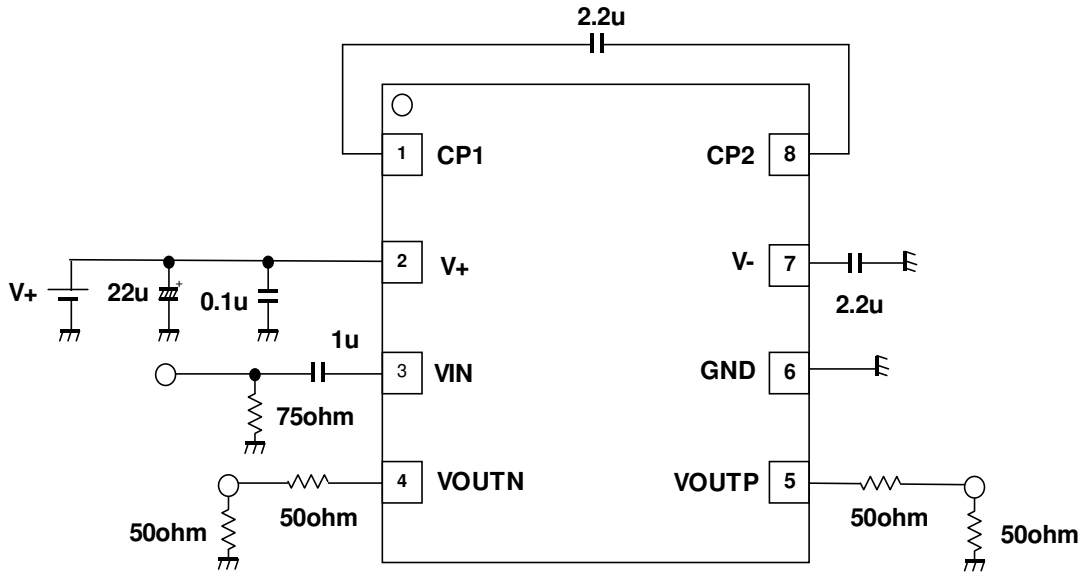 2.2u
1 CP1
CP2 8
2 V+
V- 7
V+
22u
+
0.1u
2.2u
1u
3 VIN
GND 6
75ohm
4 VOUTN
VOUTP 5
50ohm
50ohm
50ohm
50ohm